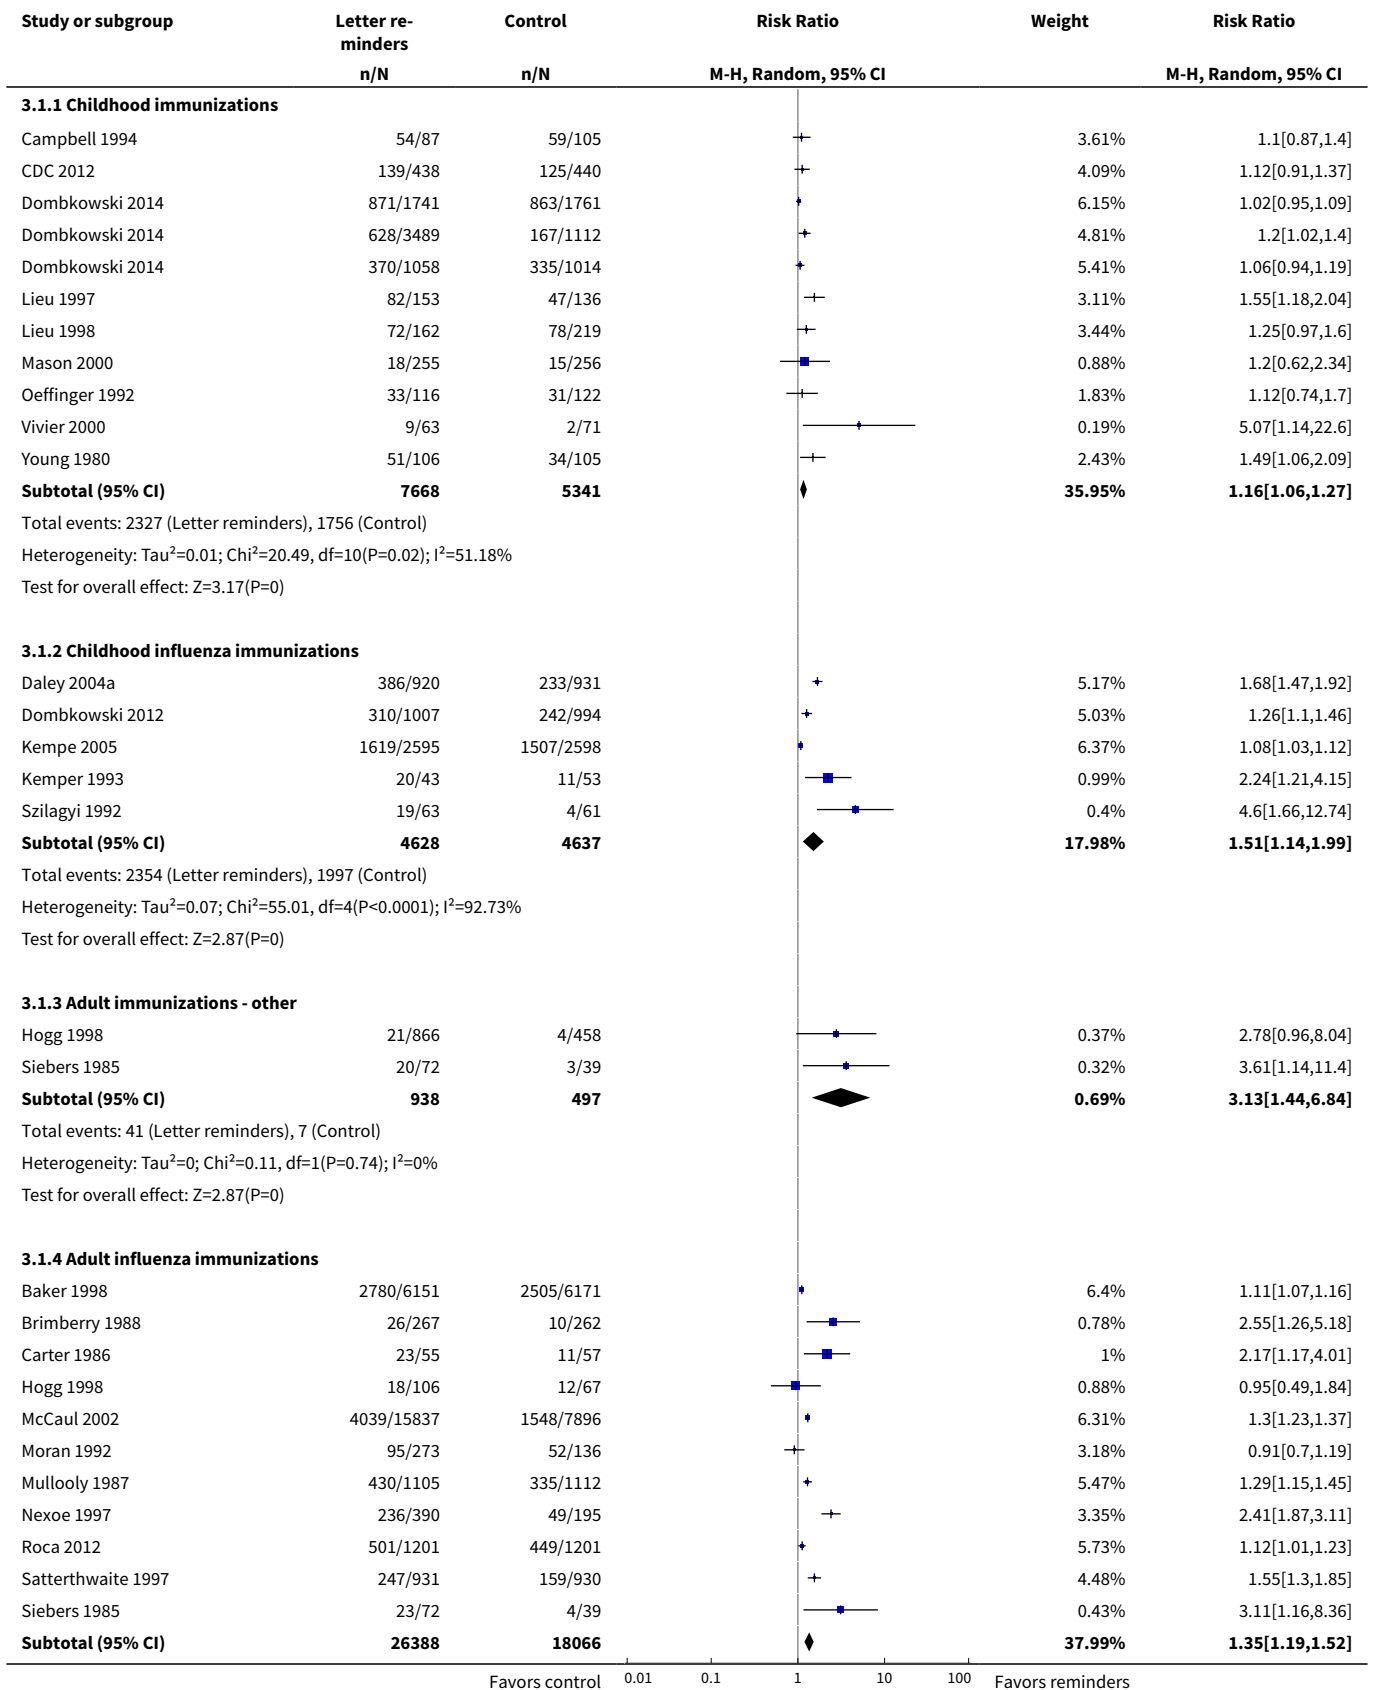 Study or subgroup Letter re- Control Risk Ratio Weight Risk Ratio
minders
n/N n/N M-H, Random, 95% CI M-H, Random, 95% CI
3.1.1 Childhood immunizations
Campbell 1994 54/87 59/105 3.61% 1.1[0.87,1.4]
CDC 2012 139/438 125/440 4.09% 1.12[0.91,1.37]
Dombkowski 2014 871/1741 863/1761 6.15% 1.02[0.95,1.09]
Dombkowski 2014 628/3489 167/1112 4.81% 1.2[1.02,1.4]
Dombkowski 2014 370/1058 335/1014 5.41% 1.06[0.94,1.19]
Lieu 1997 82/153 47/136 3.11% 1.55[1.18,2.04]
Lieu 1998 72/162 78/219 3.44% 1.25[0.97,1.6]
Mason 2000 18/255 15/256 0.88% 1.2[0.62,2.34]
Oeffinger 1992 33/116 31/122 1.83% 1.12[0.74,1.7]
Vivier 2000 9/63 2/71 0.19% 5.07[1.14,22.6]
Young 1980 51/106 34/105 2.43% 1.49[1.06,2.09]
Subtotal (95% CI) 7668 5341 35.95% 1.16[1.06,1.27]
Total events: 2327 (Letter reminders), 1756 (Control)
Heterogeneity: Tau²=0.01; Chi²=20.49, df=10(P=0.02); I²=51.18%
Test for overall effect: Z=3.17(P=0)
3.1.2 Childhood influenza immunizations
Daley 2004a 386/920 233/931 5.17% 1.68[1.47,1.92]
Dombkowski 2012 310/1007 242/994 5.03% 1.26[1.1,1.46]
Kempe 2005 1619/2595 1507/2598 6.37% 1.08[1.03,1.12]
Kemper 1993 20/43 11/53 0.99% 2.24[1.21,4.15]
Szilagyi 1992 19/63 4/61 0.4% 4.6[1.66,12.74]
Subtotal (95% CI) 4628 4637 17.98% 1.51[1.14,1.99]
Total events: 2354 (Letter reminders), 1997 (Control)
Heterogeneity: Tau²=0.07; Chi²=55.01, df=4(P<0.0001); I²=92.73%
Test for overall effect: Z=2.87(P=0)
3.1.3 Adult immunizations - other
Hogg 1998 21/866 4/458 0.37% 2.78[0.96,8.04]
Siebers 1985 20/72 3/39 0.32% 3.61[1.14,11.4]
Subtotal (95% CI) 938 497 0.69% 3.13[1.44,6.84]
Total events: 41 (Letter reminders), 7 (Control)
Heterogeneity: Tau²=0; Chi²=0.11, df=1(P=0.74); I²=0%
Test for overall effect: Z=2.87(P=0)
3.1.4 Adult influenza immunizations
Baker 1998 2780/6151 2505/6171 6.4% 1.11[1.07,1.16]
Brimberry 1988 26/267 10/262 0.78% 2.55[1.26,5.18]
Carter 1986 23/55 11/57 1% 2.17[1.17,4.01]
Hogg 1998 18/106 12/67 0.88% 0.95[0.49,1.84]
McCaul 2002 4039/15837 1548/7896 6.31% 1.3[1.23,1.37]
Moran 1992 95/273 52/136 3.18% 0.91[0.7,1.19]
Mullooly 1987 430/1105 335/1112 5.47% 1.29[1.15,1.45]
Nexoe 1997 236/390 49/195 3.35% 2.41[1.87,3.11]
Roca 2012 501/1201 449/1201 5.73% 1.12[1.01,1.23]
Satterthwaite 1997 247/931 159/930 4.48% 1.55[1.3,1.85]
Siebers 1985 23/72 4/39 0.43% 3.11[1.16,8.36]
Subtotal (95% CI) 26388 18066 37.99% 1.35[1.19,1.52]
Favors control 0.01 0.1 1 10 100 Favors reminders